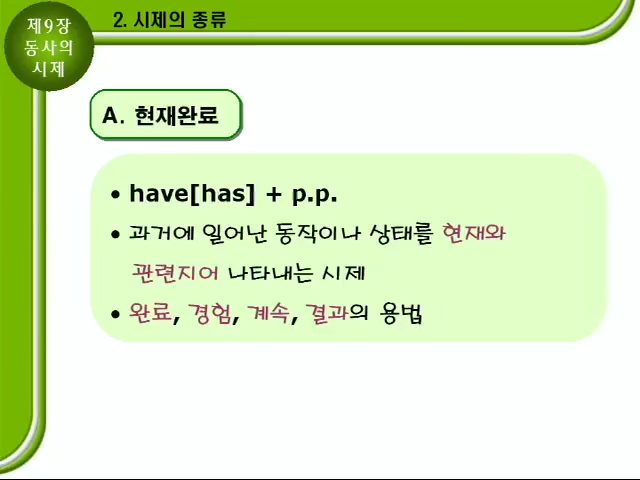 제9장
동사의
시제
2. 시제의 종류
A. 현재완료
• have[has] + p.p.
• 과거에 일어난 동작이나 상태를 현재와
관련지어 나타내는 시제
• 완료, 경험, 계속, 결과의 용법